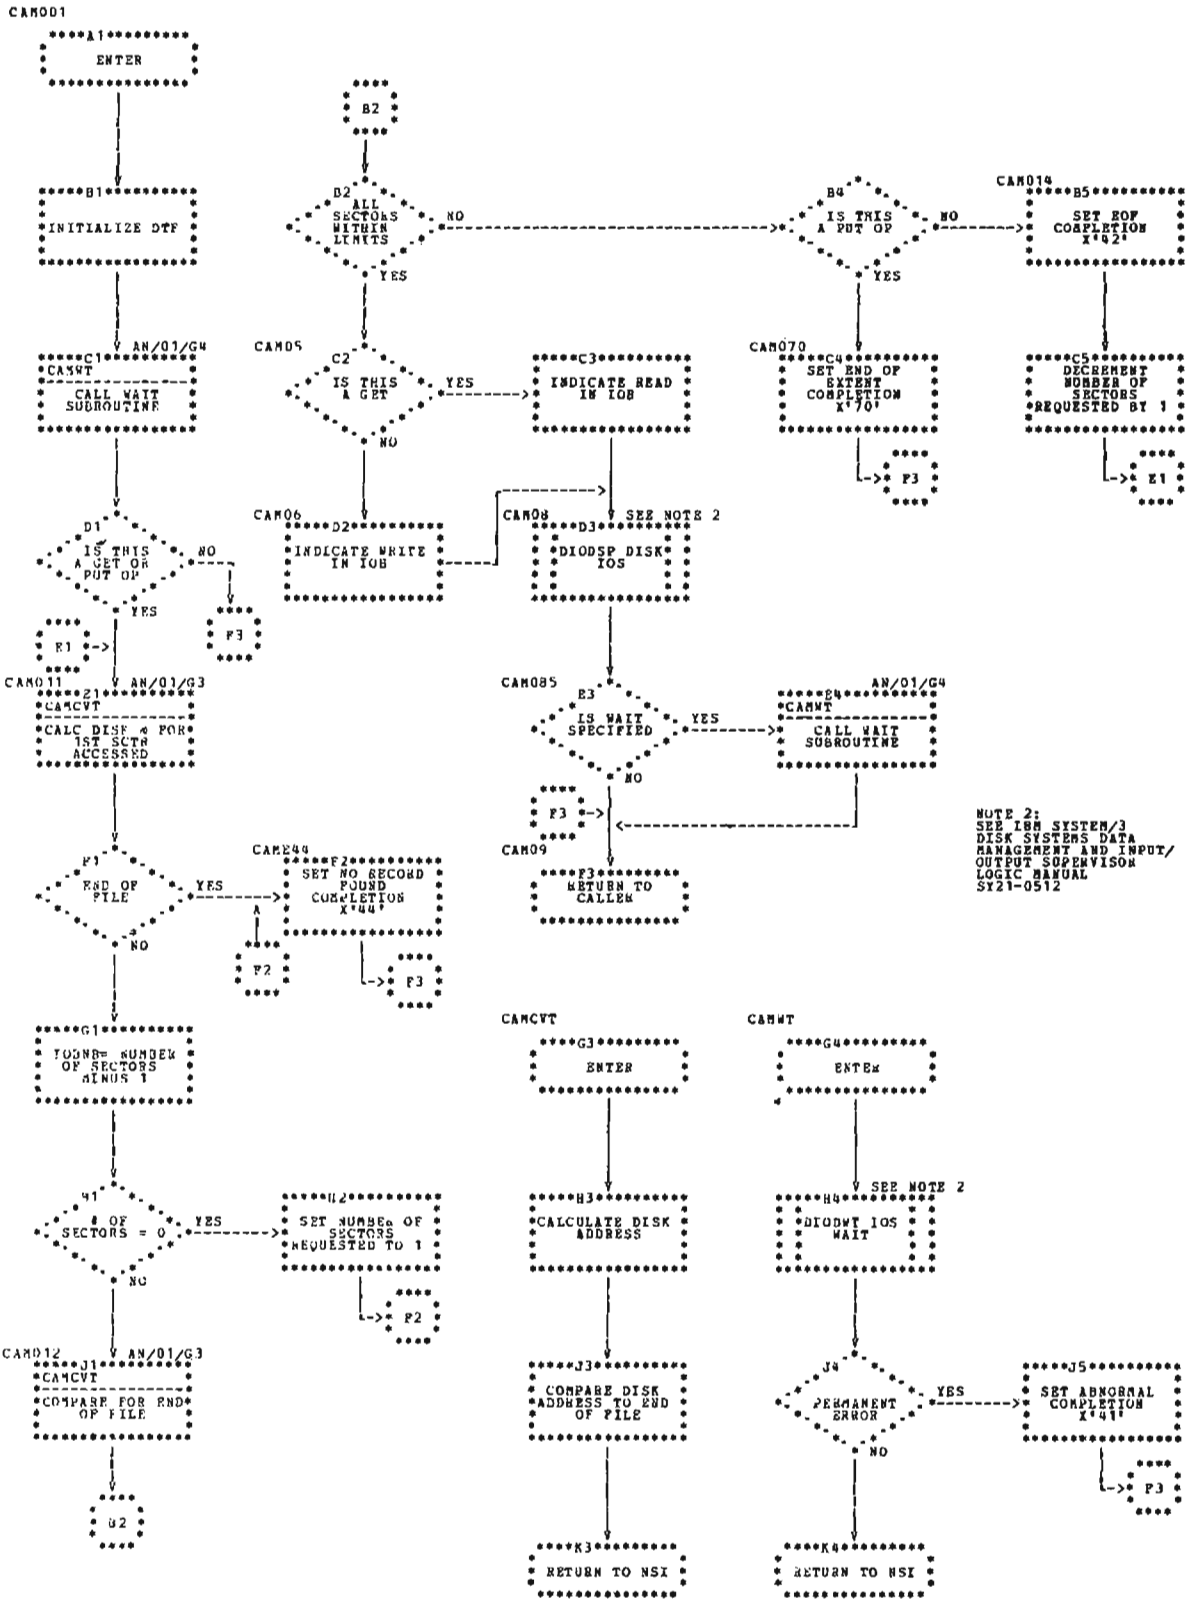 CAM001
A1
ENTER
B1
INITIALIZE DTF
AN/01/G4
C1
CAMWT
CALL WAIT
SUBROUTINE
D1
IS THIS
A GET OR
PUT OP
NO
YES
F3
E1
CAM011
AN/01/G3
E1
CAMCVT
CALC DISK @ FOR
1ST SCTR
ACCESSED
F1
END OF
FILE
YES
NO
CAME44
F2
SET NO RECORD
FOUND
COMPLETION
X'44'
F2
F3
G1
IOBNB= NUMBER
OF SECTORS
MINUS 1
H1
# OF
SECTORS = 0
YES
NO
H2
SET NUMBER OF
SECTORS
REQUESTED TO 1
F2
CAM012
AN/01/G3
J1
CAMCVT
COMPARE FOR END
OF FILE
B2
B2
B2
ALL
SECTORS
WITHIN
LIMITS
NO
YES
B4
IS THIS
A PUT OP
NO
YES
CAM014
B5
SET EOF
COMPLETION
X'42'
CAM05
C2
IS THIS
A GET
YES
NO
C3
INDICATE READ
IN IOB
CAM070
C4
SET END OF
EXTENT
COMPLETION
X'70'
F3
C5
DECREMENT
NUMBER OF
SECTORS
REQUESTED BY 1
E1
CAM06
D2
INDICATE WRITE
IN IOB
CAM08
SEE NOTE 2
D3
DIODSP DISK
IOS
CAM085
E3
IS WAIT
SPECIFIED
YES
NO
AN/01/G4
E4
CAMWT
CALL WAIT
SUBROUTINE
F3
CAM09
F3
RETURN TO
CALLER
NOTE 2:
SEE IBM SYSTEM/3
DISK SYSTEMS DATA
MANAGEMENT AND INPUT/
OUTPUT SUPERVISOR
LOGIC MANUAL
SY21-0512
CAMCVT
G3
ENTER
H3
CALCULATE DISK
ADDRESS
J3
COMPARE DISK
ADDRESS TO END
OF FILE
K3
RETURN TO NSI
CAMWT
G4
ENTER
SEE NOTE 2
H4
DIODWT IOS
WAIT
J4
PERMANENT
ERROR
YES
NO
J5
SET ABNORMAL
COMPLETION
X'41'
F3
K4
RETURN TO NSI